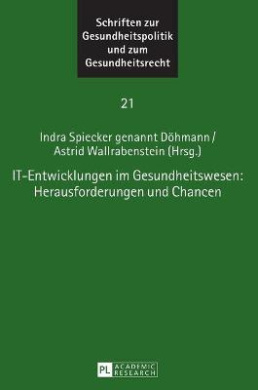 Schriften zur
Gesundheitspolitik
und zum
Gesundheitsrecht
21
Indra Spiecker genannt Döhmann /
Astrid Wallrabenstein (Hrsg.)
IT-Entwicklungen im Gesundheitswesen:
Herausforderungen und Chancen
PL ACADEMIC
RESEARCH